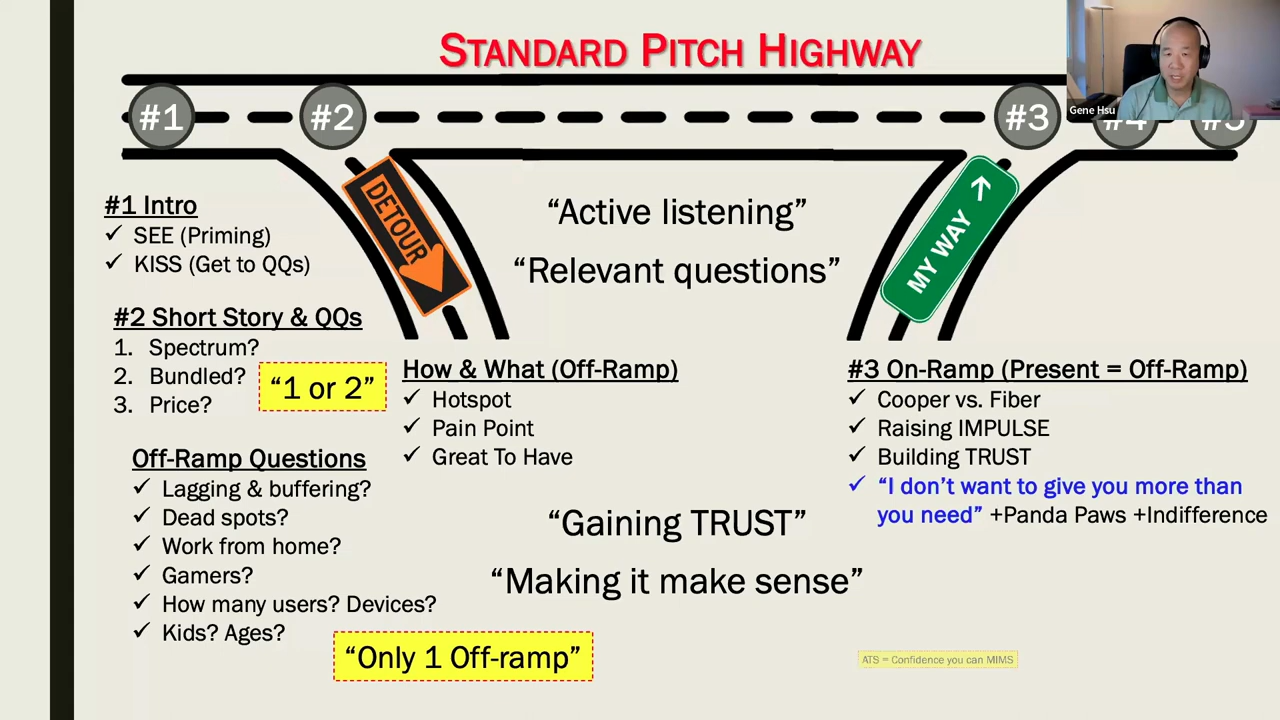 STANDARD PITCH HIGHWAY
Gene Hsu
#1
#2
#3
#4
#5
DETOUR
MY WAY
#1 Intro
✓ SEE (Priming)
✓ KISS (Get to QQs)
#2 Short Story & QQs
1. Spectrum?
2. Bundled?
3. Price?
“1 or 2”
Off-Ramp Questions
✓ Lagging & buffering?
✓ Dead spots?
✓ Work from home?
✓ Gamers?
✓ How many users? Devices?
✓ Kids? Ages?
“Only 1 Off-ramp”
“Active listening”
“Relevant questions”
How & What (Off-Ramp)
✓ Hotspot
✓ Pain Point
✓ Great To Have
“Gaining TRUST”
“Making it make sense”
#3 On-Ramp (Present = Off-Ramp)
✓ Cooper vs. Fiber
✓ Raising IMPULSE
✓ Building TRUST
✓ “I don’t want to give you more than
you need” +Panda Paws +Indifference
ATS = Confidence you can MIMS